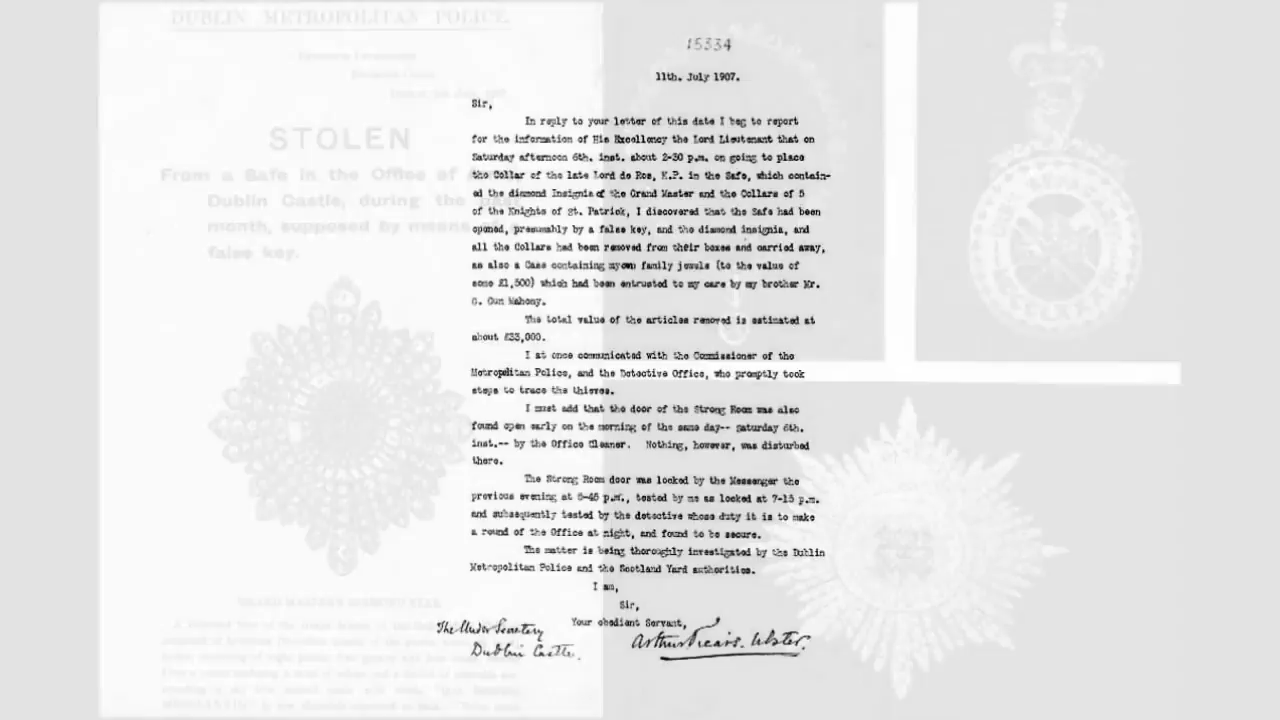 DUBLIN METROPOLITAN POLICE.
STOLEN
From a Safe in the Office of
Dublin Castle, during the past
month, supposed by means of a
false key.
15334
11th. July 1907.
Sir,
In reply to your letter of this date I beg to report
for the information of His Excellency the Lord Lieutenant that on
Saturday afternoon 6th. inst. about 2-30 p.m. on going to place
the Collar of the late Lord de Ros, K.P. in the Safe, which contain-
ed the diamond Insignia of the Grand Master and the Collars of 5
of the Knights of St. Patrick, I discovered that the Safe had been
opened, presumably by a false key, and the diamond insignia, and
all the Collars had been removed from their boxes and carried away,
as also a Case containing my own family jewels (to the value of
some £1,500) which had been entrusted to my care by my brother Mr.
G. Gun Mahony.
The total value of the articles removed is estimated at
about £33,000.
I at once communicated with the Commissioner of the
Metropolitan Police, and the Detective Office, who promptly took
steps to trace the thieves.
I must add that the door of the Strong Room was also
found open early on the morning of the same day-- Saturday 6th.
inst.-- by the Office Cleaner. Nothing, however, was disturbed
there.
The Strong Room door was locked by the Messenger the
previous evening at 5-45 p.m., tested by me as locked at 7-15 p.m.
and subsequently tested by the detective whose duty it is to make
a round of the Office at night, and found to be secure.
The matter is being thoroughly investigated by the Dublin
Metropolitan Police and the Scotland Yard authorities.
I am,
Sir,
Your obedient Servant,
The Under Secretary
Dublin Castle.
Arthur Vicars. Ulster.